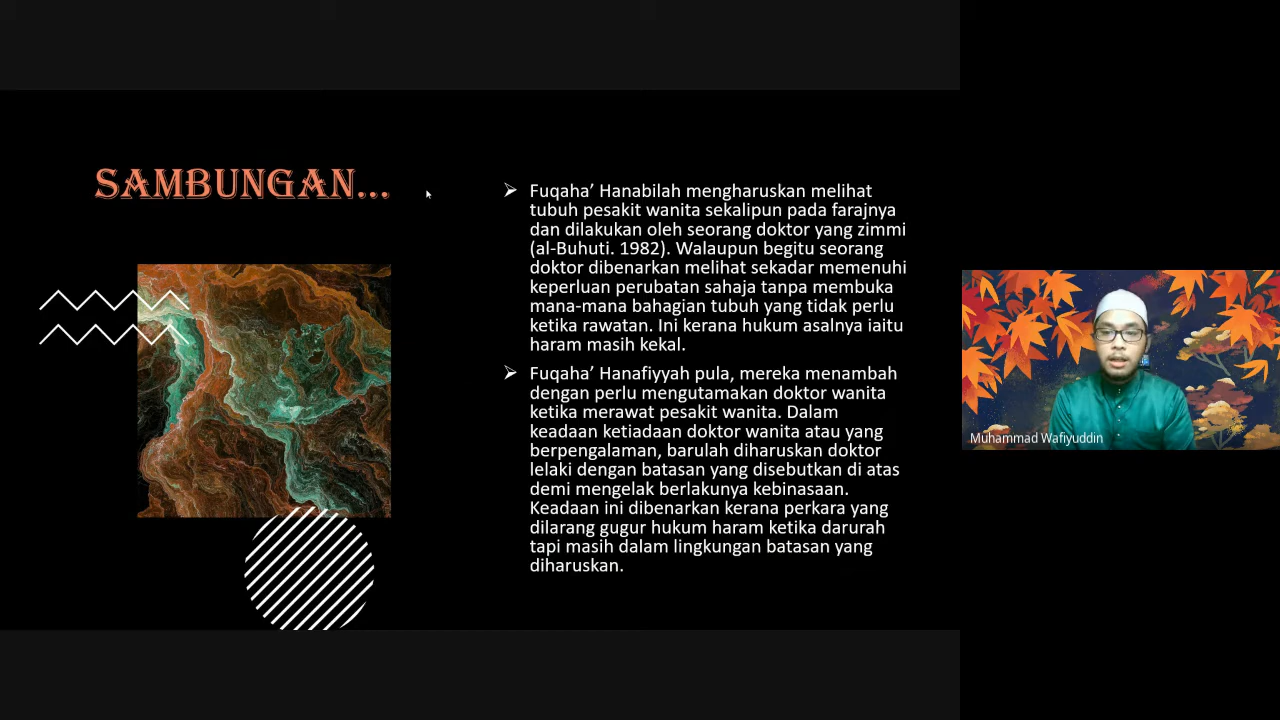 SAMBUNGAN...
Fuqaha’ Hanabilah mengharuskan melihat
tubuh pesakit wanita sekalipun pada farajnya
dan dilakukan oleh seorang doktor yang zimmi
(al-Buhuti. 1982). Walaupun begitu seorang
doktor dibenarkan melihat sekadar memenuhi
keperluan perubatan sahaja tanpa membuka
mana-mana bahagian tubuh yang tidak perlu
ketika rawatan. Ini kerana hukum asalnya iaitu
haram masih kekal.
Fuqaha’ Hanafiyyah pula, mereka menambah
dengan perlu mengutamakan doktor wanita
ketika merawat pesakit wanita. Dalam
keadaan ketiadaan doktor wanita atau yang
berpengalaman, barulah diharuskan doktor
lelaki dengan batasan yang disebutkan di atas
demi mengelak berlakunya kebinasaan.
Keadaan ini dibenarkan kerana perkara yang
dilarang gugur hukum haram ketika darurah
tapi masih dalam lingkungan batasan yang
diharuskan.
Muhammad Wafiyuddin